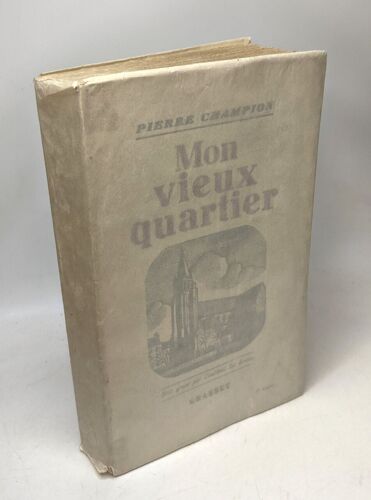 PIERRE CHAMPION
Mon
vieux
quartier
GRASSET